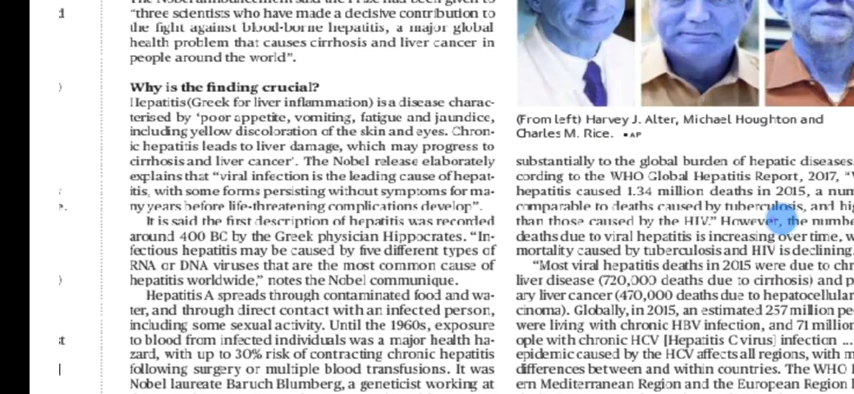 "three scientists who have made a decisive contribution to
the fight against blood-borne hepatitis, a major global
health problem that causes cirrhosis and liver cancer in
people around the world".
Why is the finding crucial?
Hepatitis(Greek for liver inflammation) is a disease charac-
terised by 'poor appetite, vomiting, fatigue and jaundice,
including yellow discoloration of the skin and eyes. Chron-
ic hepatitis leads to liver damage, which may progress to
cirrhosis and liver cancer'. The Nobel release elaborately
explains that "viral infection is the leading cause of hepat-
itis, with some forms persisting without symptoms for ma-
ny years before life-threatening complications develop".
It is said the first description of hepatitis was recorded
around 400 BC by the Greek physician Hippocrates. "In-
fectious hepatitis may be caused by five different types of
RNA or DNA viruses that are the most common cause of
hepatitis worldwide," notes the Nobel communique.
Hepatitis A spreads through contaminated food and wa-
ter, and through direct contact with an infected person,
including some sexual activity. Until the 1960s, exposure
to blood from infected individuals was a major health ha-
zard, with up to 30% risk of contracting chronic hepatitis
following surgery or multiple blood transfusions. It was
Nobel laureate Baruch Blumberg, a geneticist working at
(From left) Harvey J. Alter, Michael Houghton and
Charles M. Rice. • AP
substantially to the global burden of hepatic diseases.
cording to the WHO Global Hepatitis Report, 2017, "
hepatitis caused 1.34 million deaths in 2015, a num
comparable to deaths caused by tuberculosis, and hi
than those caused by the HIV." However, the numbe
deaths due to viral hepatitis is increasing over time, w
mortality caused by tuberculosis and HIV is declining.
"Most viral hepatitis deaths in 2015 were due to chr
liver disease (720,000 deaths due to cirrhosis) and p
ary liver cancer (470,000 deaths due to hepatocellular
cinoma). Globally, in 2015, an estimated 257 million pe
were living with chronic HBV infection, and 71 million
ople with chronic HCV [Hepatitis C virus] infection ...
epidemic caused by the HCV affects all regions, with m
differences between and within countries. The WHO
ern Mediterranean Region and the European Region